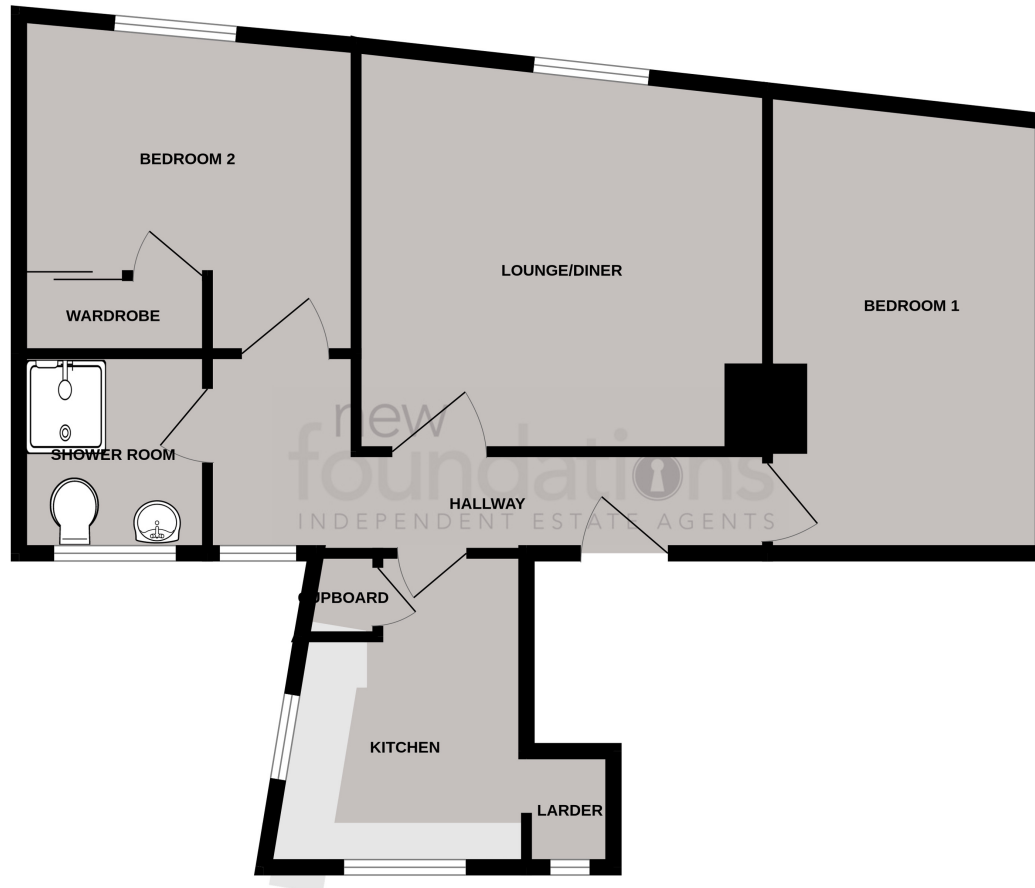 BEDROOM 2
LOUNGE/DINER
BEDROOM 1
WARDROBE
new
foundations
SHOWER ROOM
HALLWAY
INDEPENDENT ESTATE AGENTS
CUPBOARD
KITCHEN
LARDER